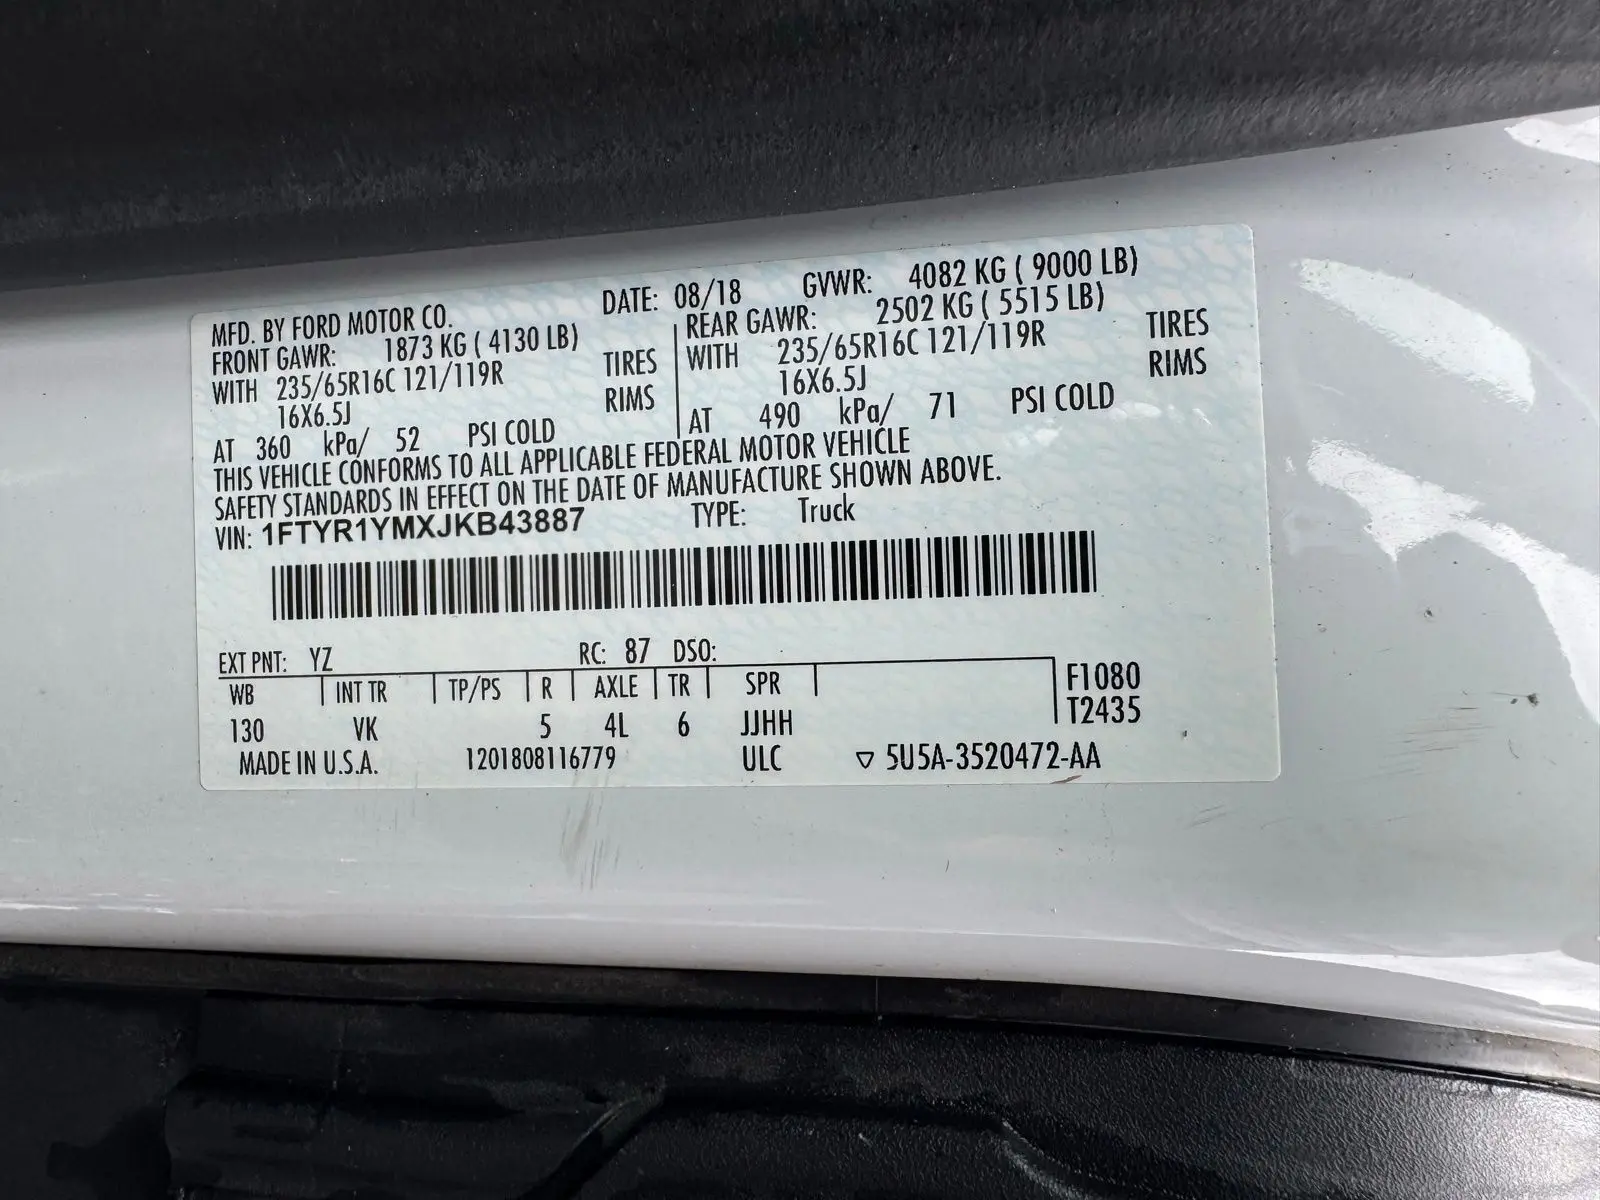 MFD. BY FORD MOTOR CO. DATE: 08/18 GVWR: 4082 KG ( 9000 LB)
FRONT GAWR: 1873 KG ( 4130 LB)
WITH 235/65R16C 121/119R TIRES
16X6.5J RIMS
AT 360 kPa/ 52 PSI COLD
REAR GAWR: 2502 KG ( 5515 LB)
WITH 235/65R16C 121/119R TIRES
16X6.5J RIMS
AT 490 kPa/ 71 PSI COLD
THIS VEHICLE CONFORMS TO ALL APPLICABLE FEDERAL MOTOR VEHICLE
SAFETY STANDARDS IN EFFECT ON THE DATE OF MANUFACTURE SHOWN ABOVE.
VIN: 1FTYR1YMXJKB43887 TYPE: Truck
EXT PNT: YZ RC: 87 DSO:
WB INT TR TP/PS R AXLE TR SPR F1080
130 VK 5 4L 6 JJHH T2435
MADE IN U.S.A. 1201808116779 ULC ▽ 5U5A-3520472-AA